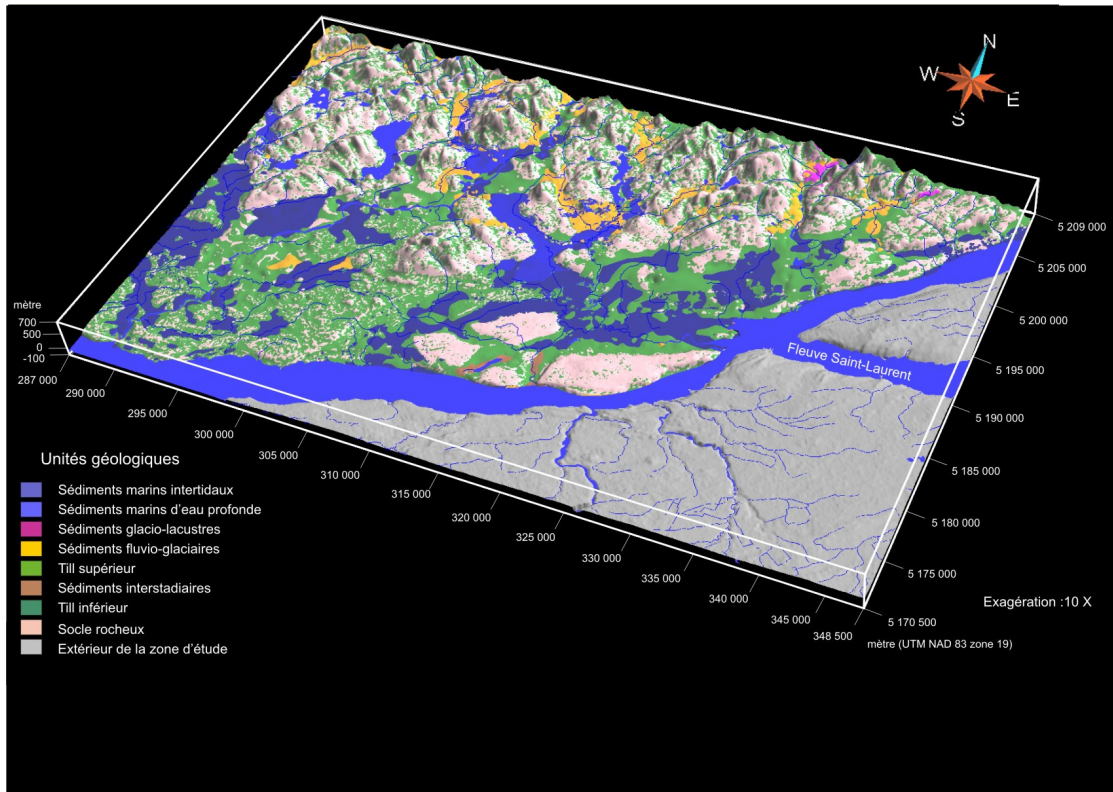 N
W
E
S
5 209 000
5 205 000
5 200 000
5 195 000
5 190 000
5 185 000
5 180 000
5 175 000
5 170 500
Fleuve Saint-Laurent
mètre
700
500
0
-100
287 000
290 000
295 000
300 000
305 000
310 000
315 000
320 000
325 000
330 000
335 000
340 000
345 000
348 500
mètre (UTM NAD 83 zone 19)
Exagération :10 X
Unités géologiques
Sédiments marins intertidaux
Sédiments marins d'eau profonde
Sédiments glacio-lacustres
Sédiments fluvio-glaciaires
Till supérieur
Sédiments interstadiaires
Till inférieur
Socle rocheux
Extérieur de la zone d'étude